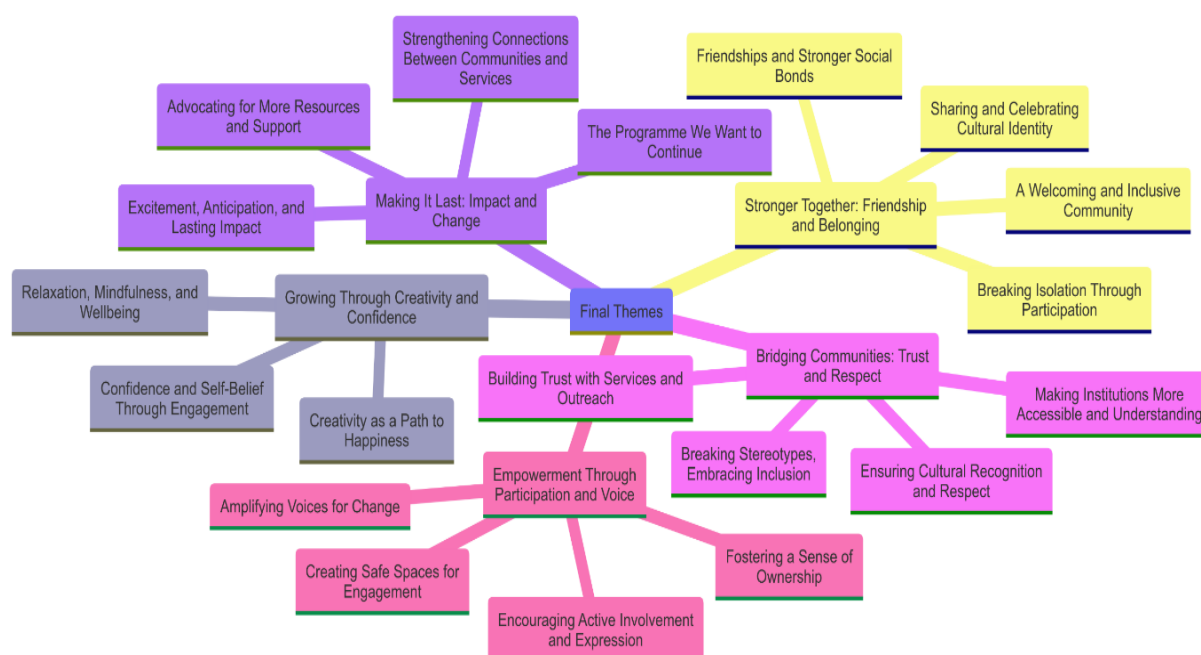 Strengthening Connections
Between Communities and
Services
Friendships and Stronger Social
Bonds
Advocating for More Resources
and Support
Sharing and Celebrating
Cultural Identity
The Programme We Want to
Continue
Excitement, Anticipation, and
Lasting Impact
Making It Last: Impact and
Change
Stronger Together: Friendship
and Belonging
A Welcoming and Inclusive
Community
Relaxation, Mindfulness, and
Wellbeing
Growing Through Creativity and
Confidence
Final Themes
Breaking Isolation Through
Participation
Building Trust with Services and
Outreach
Bridging Communities: Trust
and Respect
Confidence and Self-Belief
Through Engagement
Creativity as a Path to
Happiness
Making Institutions More
Accessible and Understanding
Breaking Stereotypes,
Embracing Inclusion
Ensuring Cultural Recognition
and Respect
Empowerment Through
Participation and Voice
Amplifying Voices for Change
Creating Safe Spaces for
Engagement
Fostering a Sense of
Ownership
Encouraging Active Involvement
and Expression